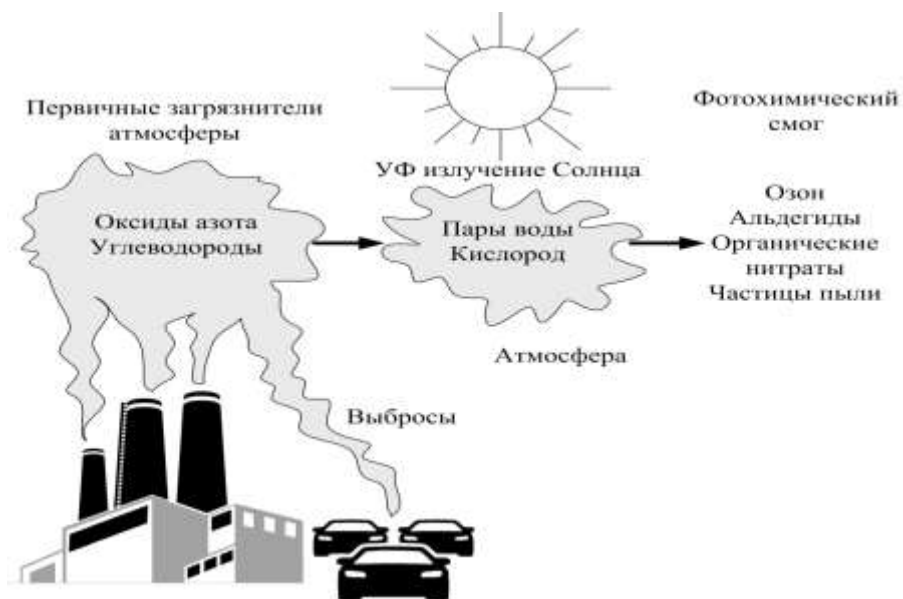 Первичные загрязнители
атмосферы
Оксиды азота
Углеводороды
УФ излучение Солнца
Пары воды
Кислород
Атмосфера
Выбросы
Фотохимический
смог
Озон
Альдегиды
Органические
нитраты
Частицы пыли